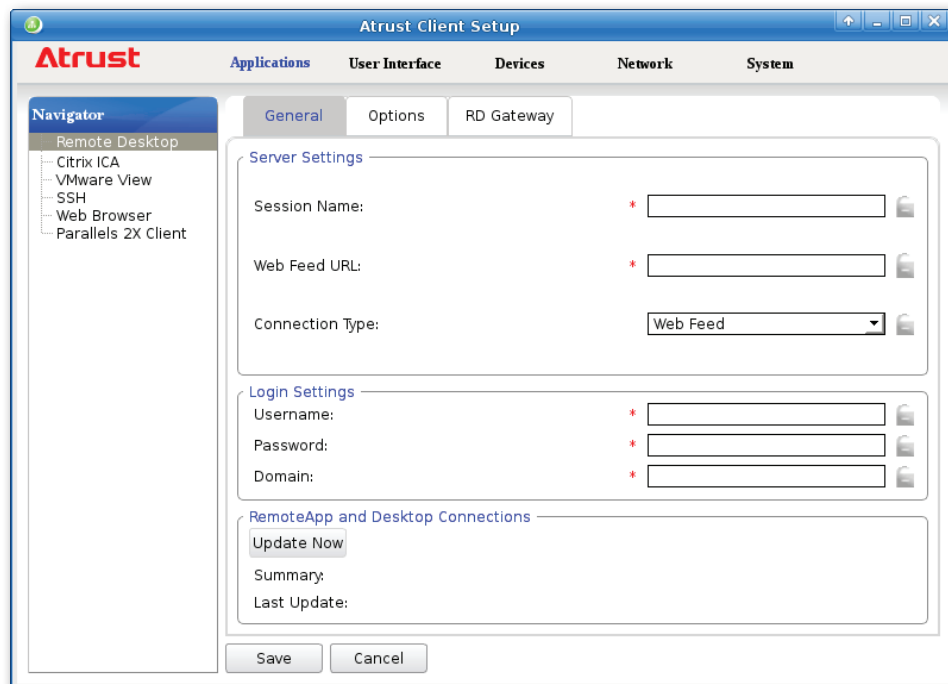 Atrust Client Setup
Atrust
Applications User Interface Devices Network System
Navigator
Remote Desktop
Citrix ICA
VMware View
SSH
Web Browser
Parallels 2X Client
General Options RD Gateway
Server Settings
Session Name: *
Web Feed URL: *
Connection Type: Web Feed
Login Settings
Username: *
Password: *
Domain: *
RemoteApp and Desktop Connections
Update Now
Summary:
Last Update:
Save Cancel